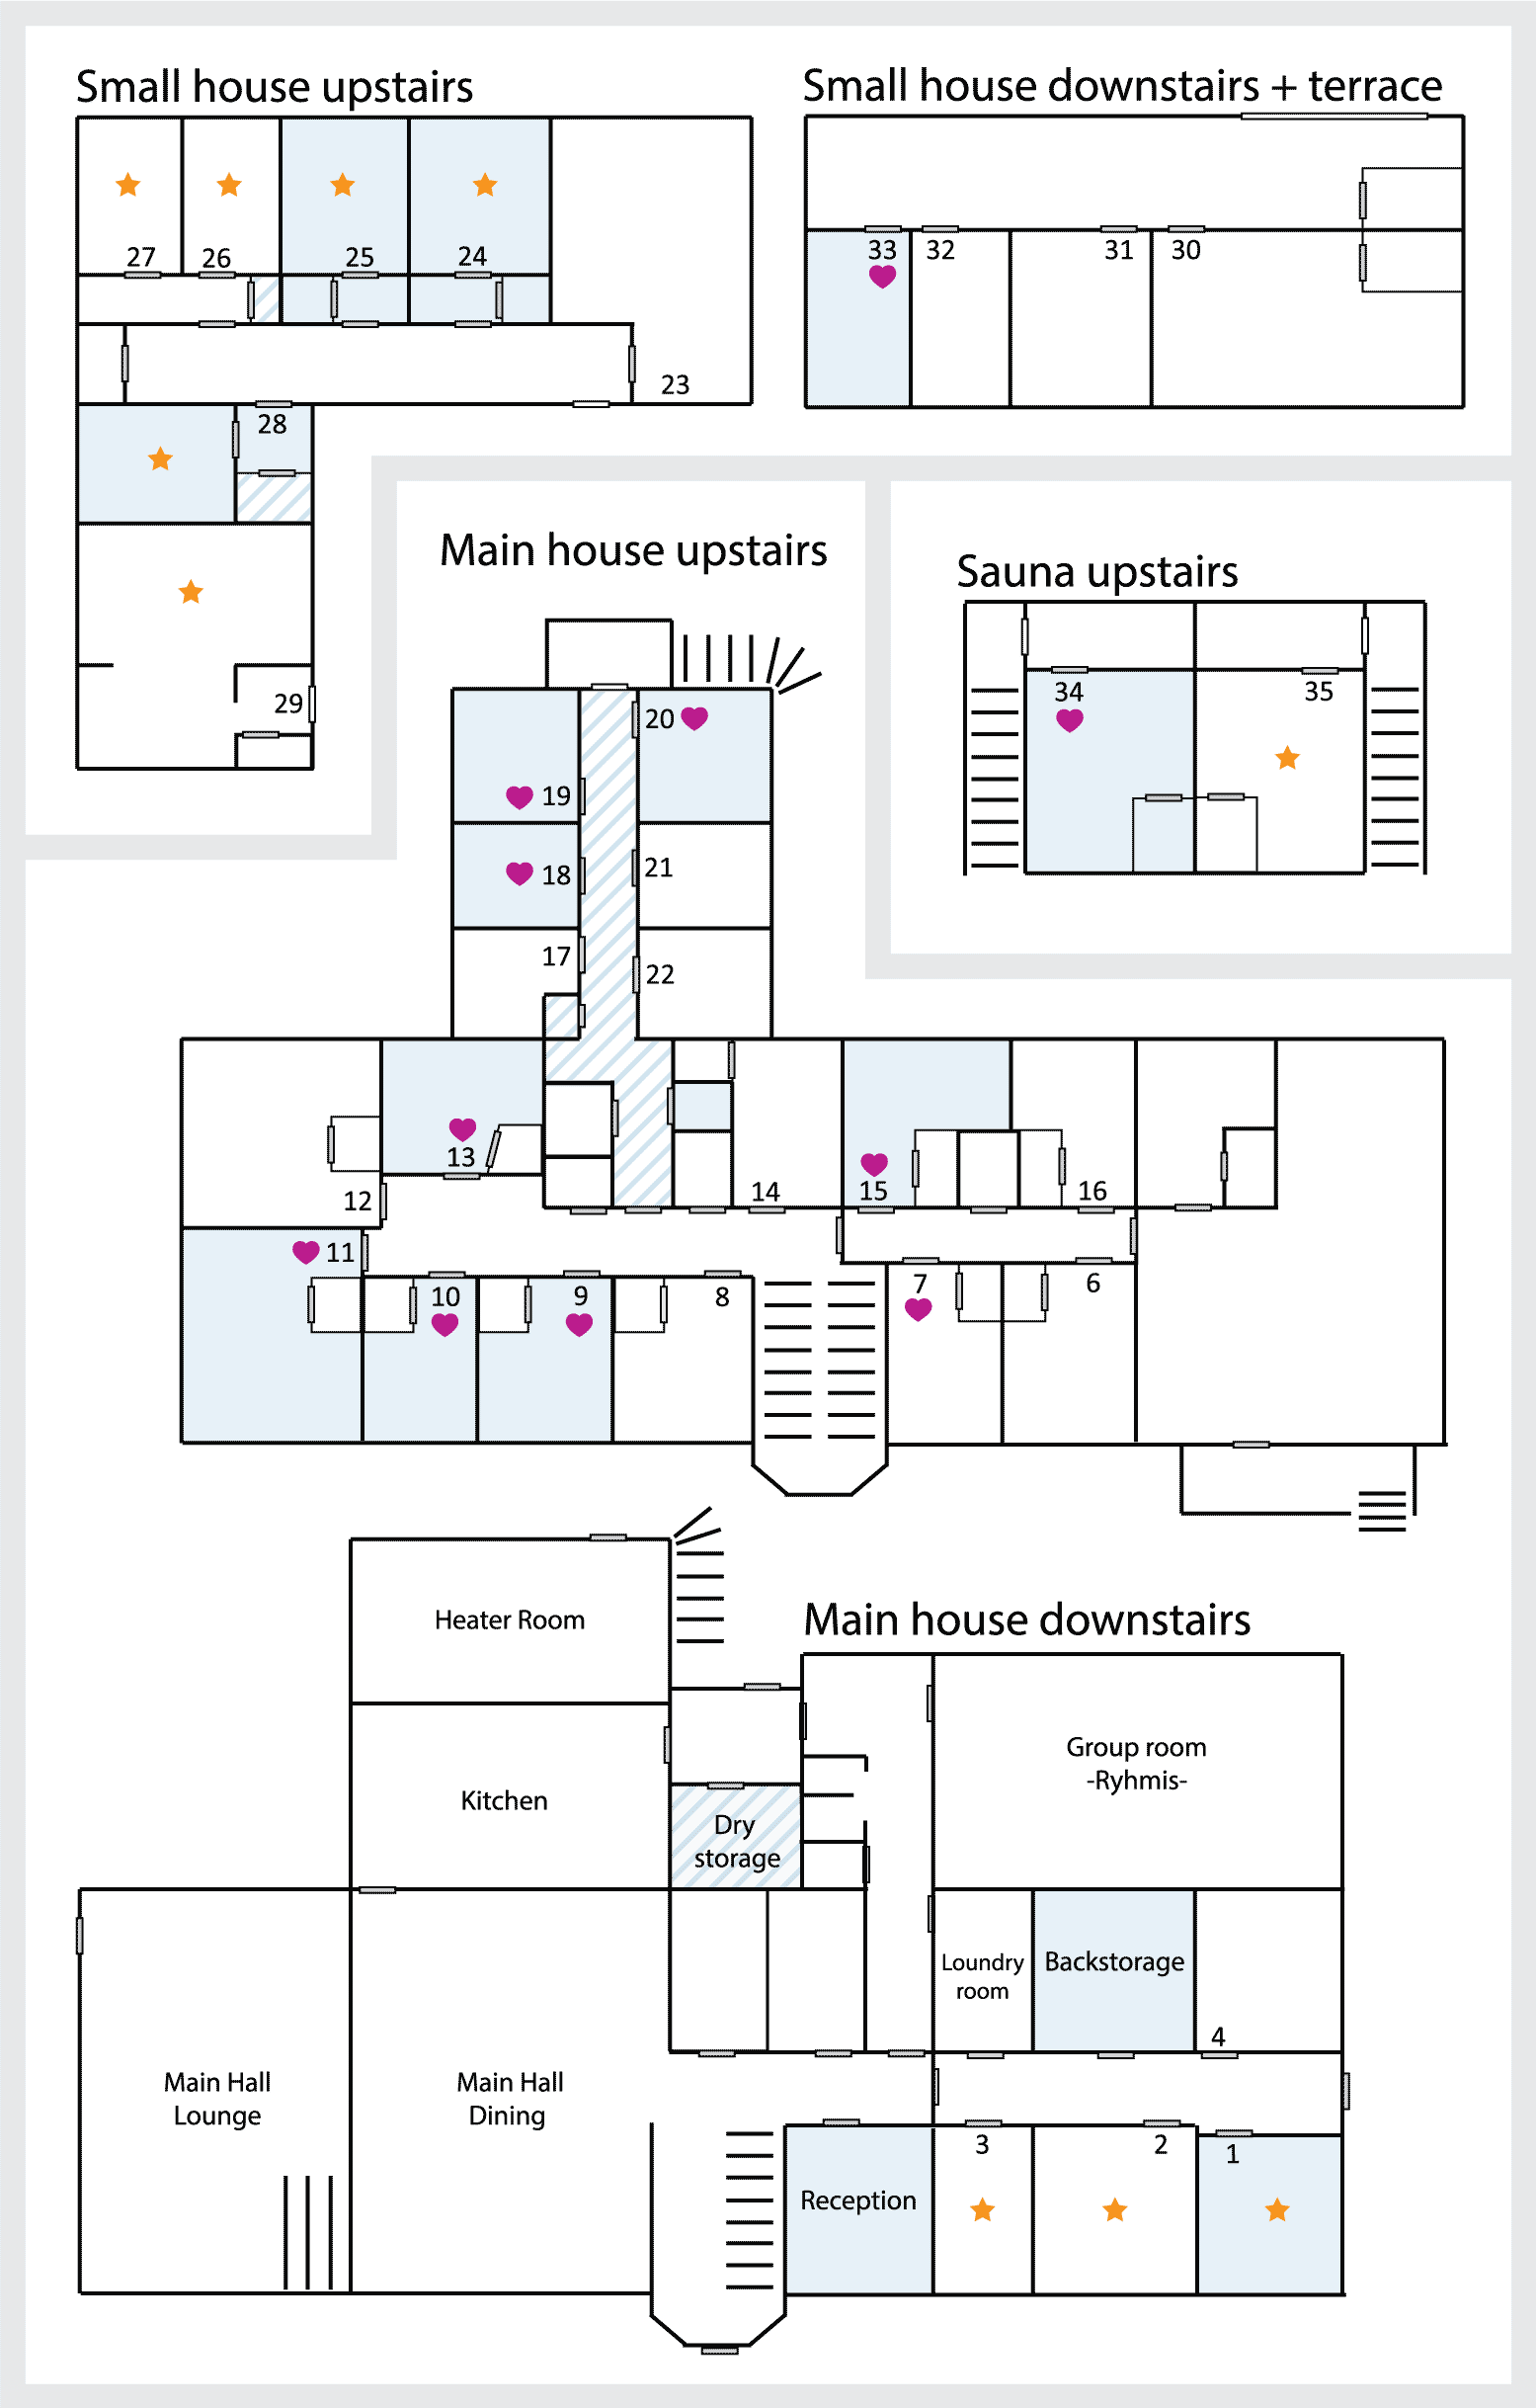 Small house upstairs
27
26
25
24
23
28
29
Small house downstairs + terrace
33
32
31
30
Main house upstairs
20
19
18
21
17
22
12
13
14
15
16
11
10
9
8
7
6
Sauna upstairs
34
35
Main house downstairs
Heater Room
Kitchen
Dry
storage
Group room
-Ryhmis-
Loundry
room
Backstorage
4
Main Hall
Lounge
Main Hall
Dining
Reception
3
2
1